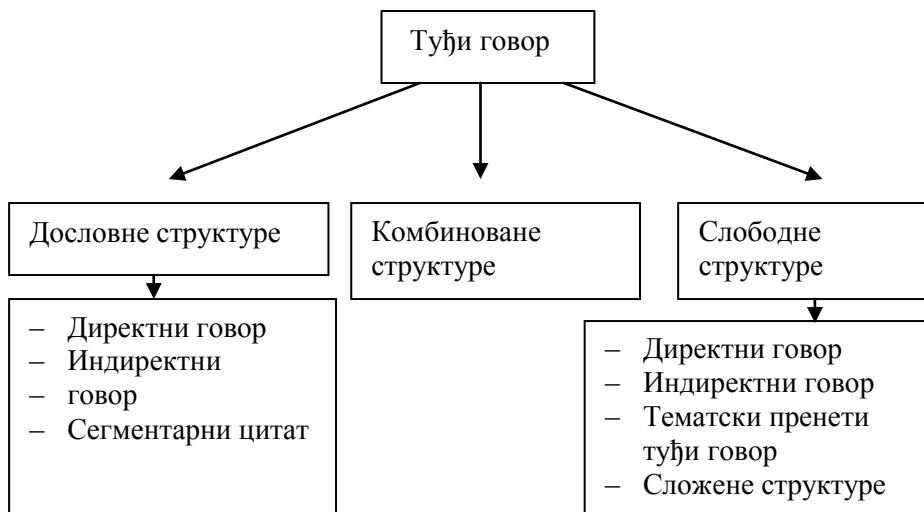 Туђи говор
Дословне структуре
Комбиноване
структуре
Слободне
структуре
– Директни говор
– Индиректни
– говор
– Сегментарни цитат
– Директни говор
– Индиректни говор
– Тематски пренети
туђи говор
– Сложене структуре